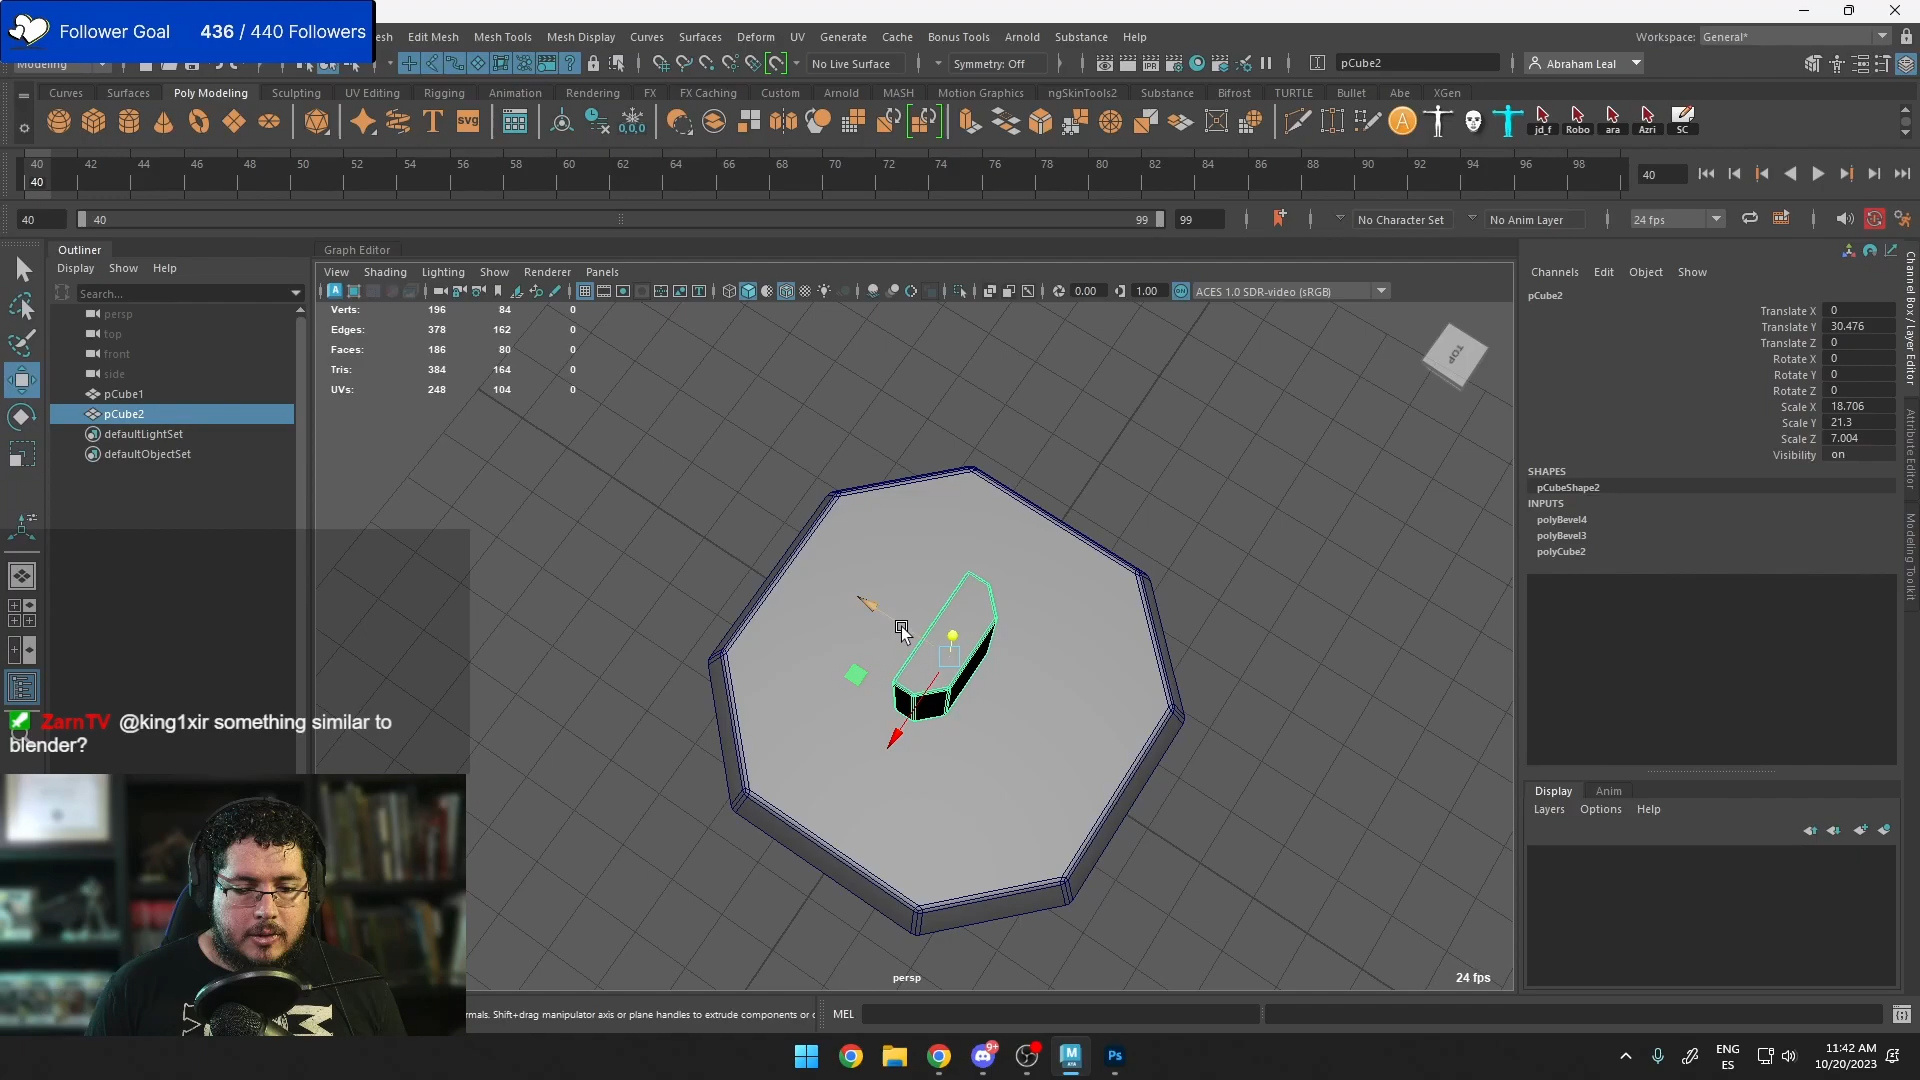 Follower Goal 436 / 440 Followers
Edit Mesh Mesh Tools Mesh Display Curves Surfaces Deform UV Generate Cache Bonus Tools Arnold Substance Help
Workspace: General*
No Live Surface Symmetry: Off pCube2 Abraham Leal
Curves Surfaces Poly Modeling Sculpting UV Editing Rigging Animation Rendering FX FX Caching Custom Arnold MASH Motion Graphics ngSkinTools2 Substance Bifrost TURTLE Bullet Abe XGen
svg 0,0,0 jd_f Robo ara Azri SC
40 42 44 46 48 50 52 54 56 58 60 62 64 66 68 70 72 74 76 78 80 82 84 86 88 90 92 94 96 98
40 40
40 40 99 99 No Character Set No Anim Layer 24 fps
Outliner
Display Show Help
Search...
persp
top
front
side
pCube1
pCube2
defaultLightSet
defaultObjectSet
Graph Editor
View Shading Lighting Show Renderer Panels
0.00 1.00 ACES 1.0 SDR-video (sRGB)
Verts: 196 84 0
Edges: 378 162 0
Faces: 186 80 0
Tris: 384 164 0
UVs: 248 104 0
TOP
persp
24 fps
Channels Edit Object Show
pCube2
Translate X 0
Translate Y 30.476
Translate Z 0
Rotate X 0
Rotate Y 0
Rotate Z 0
Scale X 18.706
Scale Y 21.3
Scale Z 7.004
Visibility on
SHAPES
pCubeShape2
INPUTS
polyBevel4
polyBevel3
polyCube2
Channel Box / Layer Editor
Attribute Editor
Modeling Toolkit
Display Anim
Layers Options Help
ZarnTV @king1xir something similar to
blender?
Shift+drag manipulator axis or plane handles to extrude components or
MEL
9+
M
Ps
ENG
ES
11:42 AM
10/20/2023